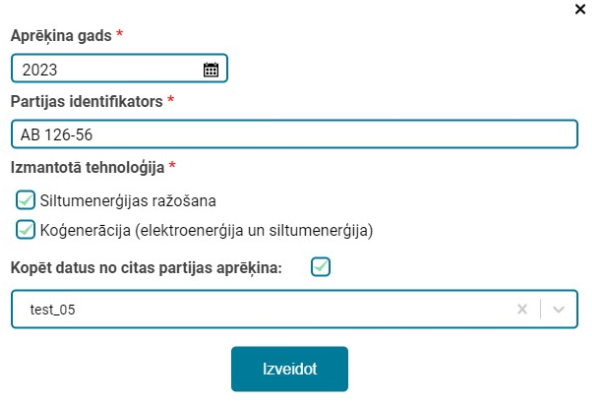 Aprēķina gads *
2023
Partijas identifikators *
AB 126-56
Izmantotā tehnoloģija *
Siltumenerģijas ražošana
Koģenerācija (elektroenerģija un siltumenerģija)
Kopēt datus no citas partijas aprēķina:
test_05
Izveidot